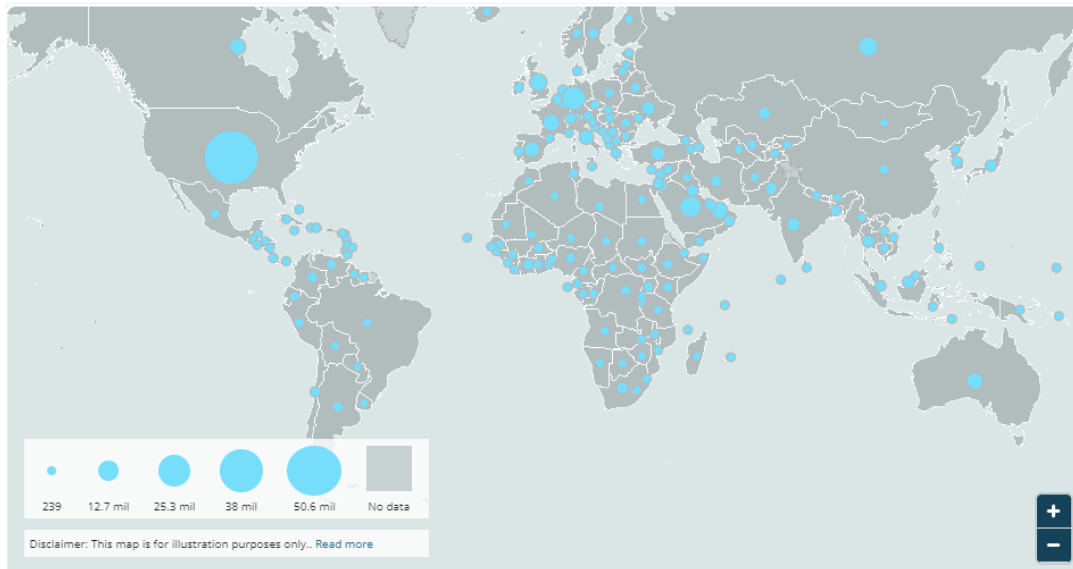 239 12.7 mil 25.3 mil 38 mil 50.6 mil No data
Disclaimer: This map is for illustration purposes only.. Read more
+
−